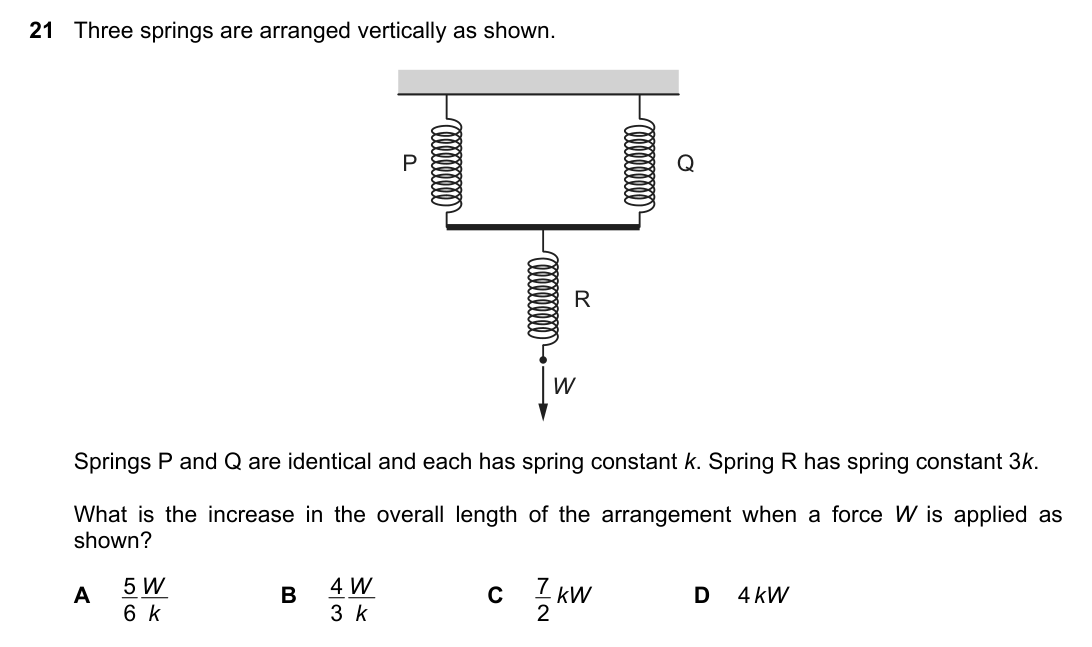 21 Three springs are arranged vertically as shown.
P
Q
R
W
Springs P and Q are identical and each has spring constant k. Spring R has spring constant 3k.
What is the increase in the overall length of the arrangement when a force W is applied as
shown?
A 5/6 W/k B 4/3 W/k C 7/2 kW D 4 kW